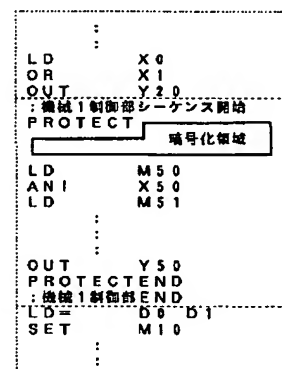 :
:
LD X0
OR X1
OUT Y20
;機械1制御部シーケンス開始
PROTECT
暗号化領域
LD M50
ANI X50
LD M51
:
:
OUT Y50
PROTECTEND
;機械1制御部END
LD= D0 D1
SET M10
: